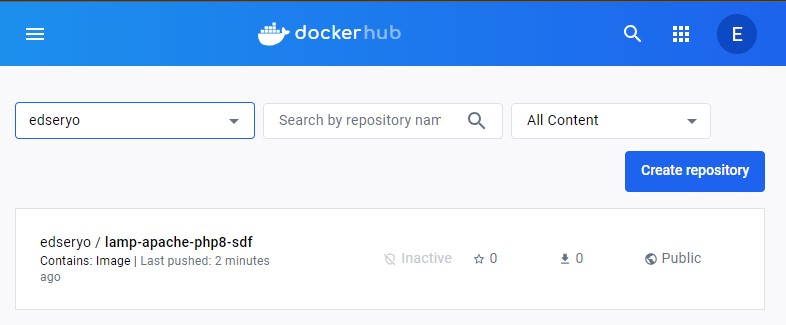 dockerhub
E
edseryo
Search by repository nam
All Content
Create repository
edseryo / lamp-apache-php8-sdf
Contains: Image | Last pushed: 2 minutes
ago
Inactive
0
0
Public